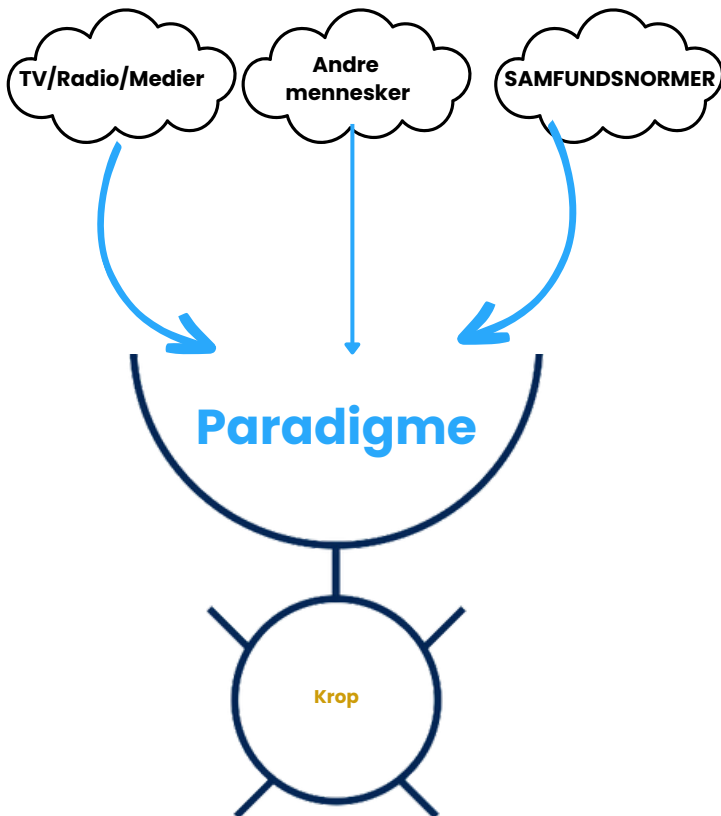 TV/Radio/Medier
Andre
mennesker
SAMFUNDSNORMER
Paradigme
Krop